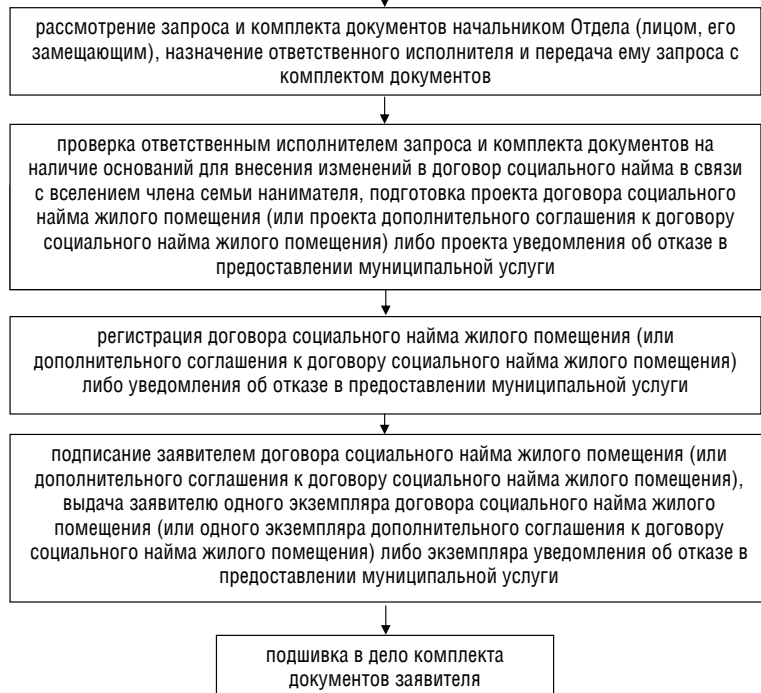 рассмотрение запроса и комплекта документов начальником Отдела (лицом, его
замещающим), назначение ответственного исполнителя и передача ему запроса с
комплектом документов
проверка ответственным исполнителем запроса и комплекта документов на
наличие оснований для внесения изменений в договор социального найма в связи
с вселением члена семьи нанимателя, подготовка проекта договора социального
найма жилого помещения (или проекта дополнительного соглашения к договору
социального найма жилого помещения) либо проекта уведомления об отказе в
предоставлении муниципальной услуги
регистрация договора социального найма жилого помещения (или
дополнительного соглашения к договору социального найма жилого помещения)
либо уведомления об отказе в предоставлении муниципальной услуги
подписание заявителем договора социального найма жилого помещения (или
дополнительного соглашения к договору социального найма жилого помещения),
выдача заявителю одного экземпляра договора социального найма жилого
помещения (или одного экземпляра дополнительного соглашения к договору
социального найма жилого помещения) либо экземпляра уведомления об отказе в
предоставлении муниципальной услуги
подшивка в дело комплекта
документов заявителя